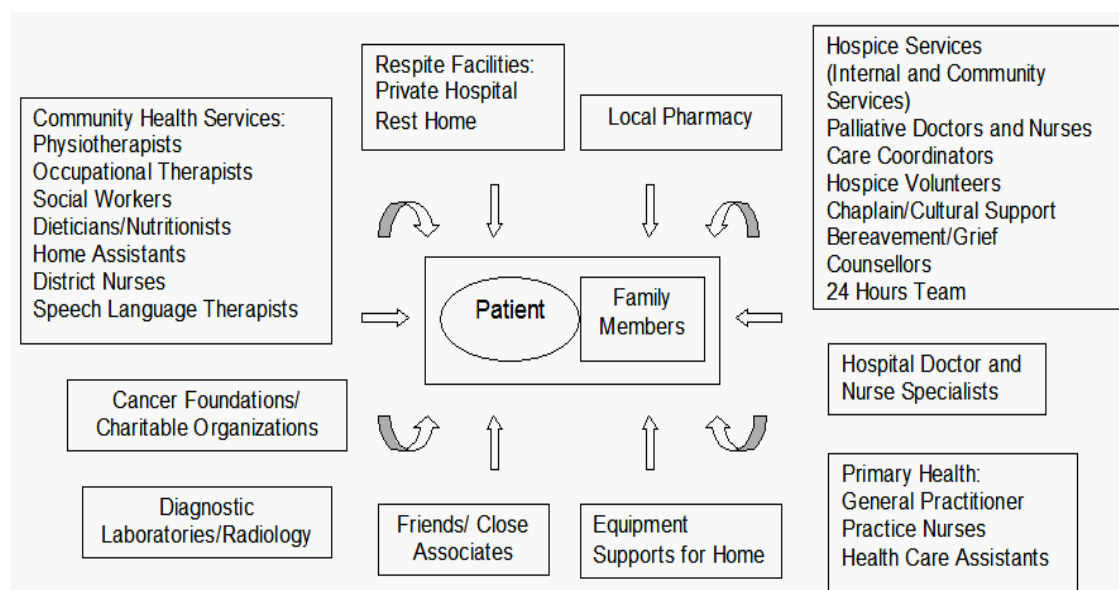 Respite Facilities:
Private Hospital
Rest Home
Local Pharmacy
Hospice Services
(Internal and Community
Services)
Palliative Doctors and Nurses
Care Coordinators
Hospice Volunteers
Chaplain/Cultural Support
Bereavement/Grief
Counsellors
24 Hours Team
Community Health Services:
Physiotherapists
Occupational Therapists
Social Workers
Dieticians/Nutritionists
Home Assistants
District Nurses
Speech Language Therapists
Patient
Family
Members
Hospital Doctor and
Nurse Specialists
Cancer Foundations/
Charitable Organizations
Diagnostic
Laboratories/Radiology
Friends/ Close
Associates
Equipment
Supports for Home
Primary Health:
General Practitioner
Practice Nurses
Health Care Assistants